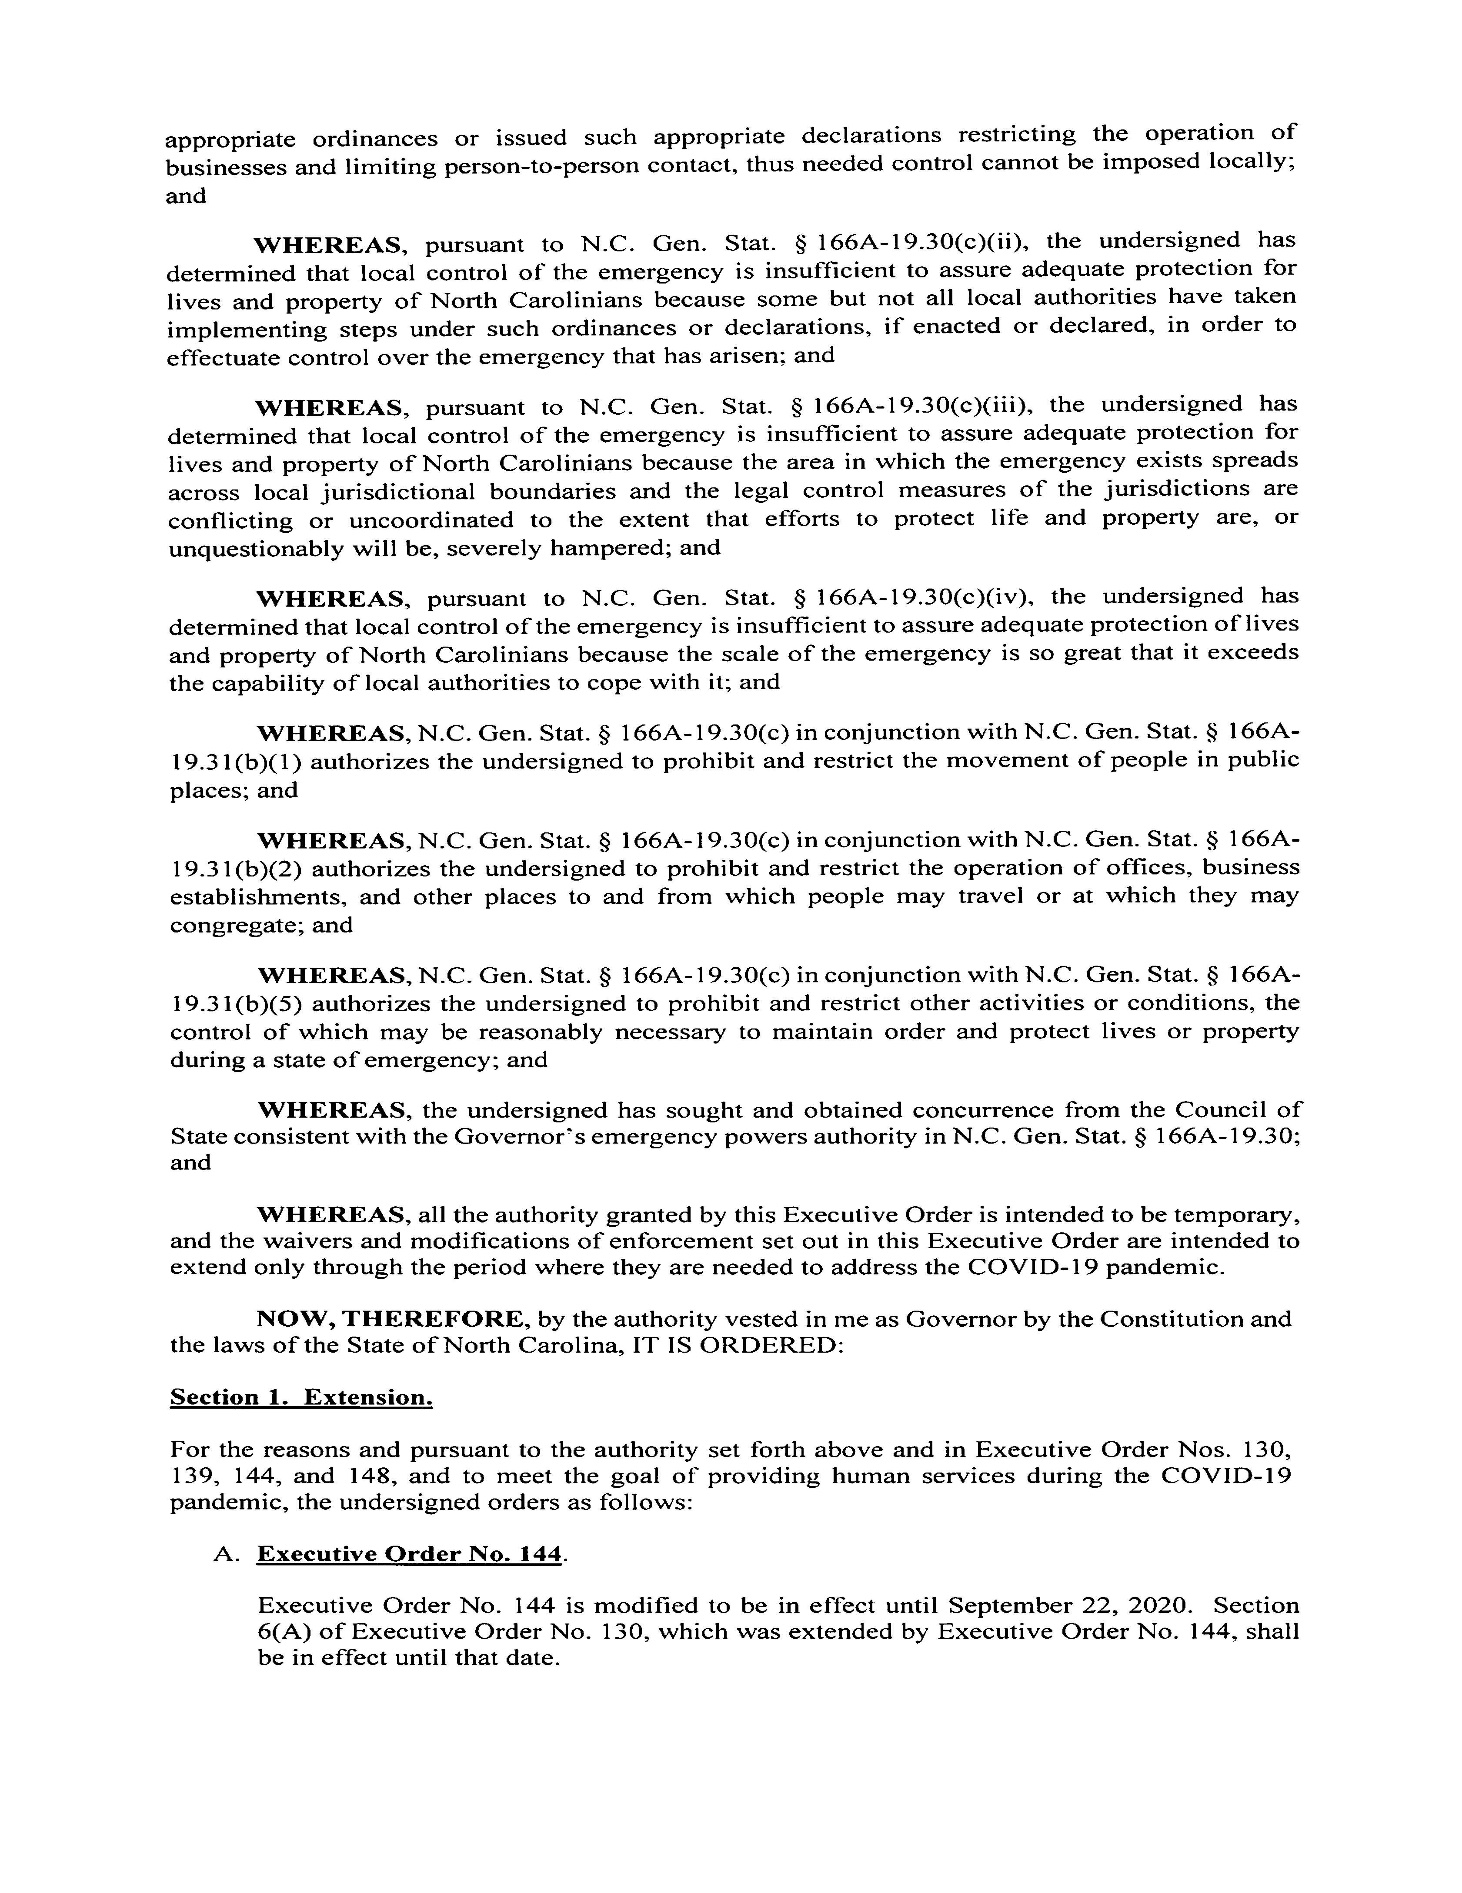 appropriate ordinances or issued such appropriate declarations restricting the operation of
businesses and limiting person-to-person contact, thus needed control cannot be imposed locally;
and
WHEREAS, pursuant to N.C. Gen. Stat. § 166A-19.30(c)(ii), the undersigned has
determined that local control of the emergency is insufficient to assure adequate protection for
lives and property of North Carolinians because some but not all local authorities have taken
implementing steps under such ordinances or declarations, if enacted or declared, in order to
effectuate control over the emergency that has arisen; and
WHEREAS, pursuant to N.C. Gen. Stat. § 166A-19.30(c)(iii), the undersigned has
determined that local control of the emergency is insufficient to assure adequate protection for
lives and property of North Carolinians because the area in which the emergency exists spreads
across local jurisdictional boundaries and the legal control measures of the jurisdictions are
conflicting or uncoordinated to the extent that efforts to protect life and property are, or
unquestionably will be, severely hampered; and
WHEREAS, pursuant to N.C. Gen. Stat. § 166A-19.30(c)(iv), the undersigned has
determined that local control of the emergency is insufficient to assure adequate protection of lives
and property of North Carolinians because the scale of the emergency is so great that it exceeds
the capability of local authorities to cope with it; and
WHEREAS, N.C. Gen. Stat. § 166A-19.30(c) in conjunction with N.C. Gen. Stat. § 166A-
19.31(b)(1) authorizes the undersigned to prohibit and restrict the movement of people in public
places; and
WHEREAS, N.C. Gen. Stat. § 166A-19.30(c) in conjunction with N.C. Gen. Stat. § 166A-
19.31(b)(2) authorizes the undersigned to prohibit and restrict the operation of offices, business
establishments, and other places to and from which people may travel or at which they may
congregate; and
WHEREAS, N.C. Gen. Stat. § 166A-19.30(c) in conjunction with N.C. Gen. Stat. § 166A-
19.31(b)(5) authorizes the undersigned to prohibit and restrict other activities or conditions, the
control of which may be reasonably necessary to maintain order and protect lives or property
during a state of emergency; and
WHEREAS, the undersigned has sought and obtained concurrence from the Council of
State consistent with the Governor's emergency powers authority in N.C. Gen. Stat. § 166A-19.30;
and
WHEREAS, all the authority granted by this Executive Order is intended to be temporary,
and the waivers and modifications of enforcement set out in this Executive Order are intended to
extend only through the period where they are needed to address the COVID-19 pandemic.
NOW, THEREFORE, by the authority vested in me as Governor by the Constitution and
the laws of the State of North Carolina, IT IS ORDERED:
Section 1. Extension.
For the reasons and pursuant to the authority set forth above and in Executive Order Nos. 130,
139, 144, and 148, and to meet the goal of providing human services during the COVID-19
pandemic, the undersigned orders as follows:
A. Executive Order No. 144.
Executive Order No. 144 is modified to be in effect until September 22, 2020. Section
6(A) of Executive Order No. 130, which was extended by Executive Order No. 144, shall
be in effect until that date.